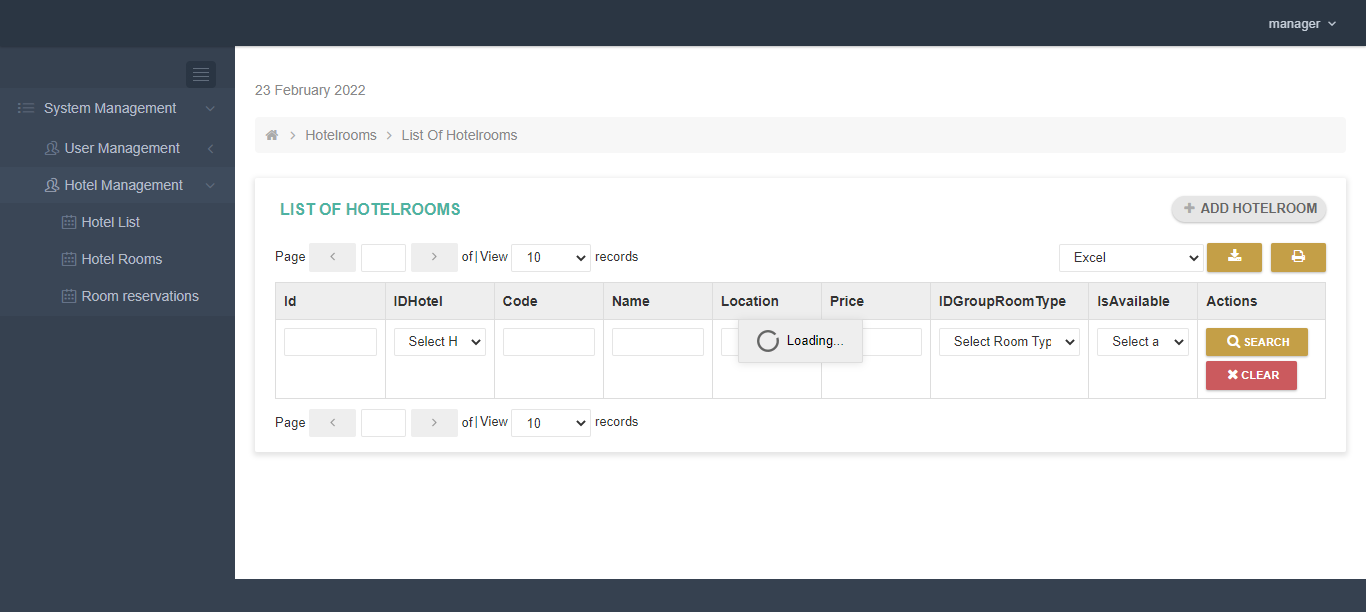 manager
System Management
User Management
Hotel Management
Hotel List
Hotel Rooms
Room reservations
23 February 2022
Hotelrooms > List Of Hotelrooms
LIST OF HOTELROOMS
ADD HOTELROOM
Page of| View 10 records
Excel
Id IDHotel Code Name Location Price IDGroupRoomType IsAvailable Actions
Select H Loading... Select Room Typ Select a SEARCH
CLEAR
Page of| View 10 records